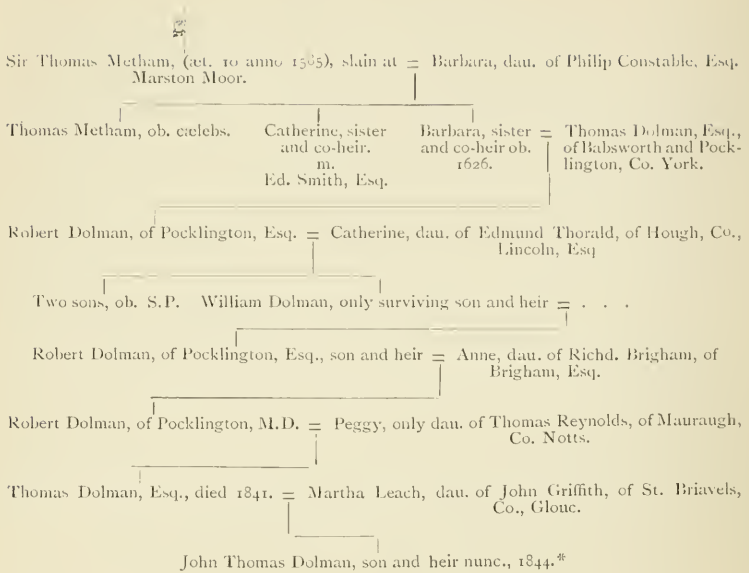 Sir Thomas Metham, (æt. 10 anno 1565), slain at = Barbara, dau. of Philip Constable, Esq.
Marston Moor.
Thomas Metham, ob. cælebs.
Catherine, sister
and co-heir.
m.
Ed. Smith, Esq.
Barbara, sister =
and co-heir ob.
1626.
Thomas Dolman, Esq.,
of Babsworth and Pock-
lington, Co. York.
Robert Dolman, of Pocklington, Esq. = Catherine, dau. of Edmund Thorald, of Hough, Co.,
Lincoln, Esq
Two sons, ob. S.P. William Dolman, only surviving son and heir = . . .
Robert Dolman, of Pocklington, Esq., son and heir = Anne, dau. of Richd. Brigham, of
Brigham, Esq.
Robert Dolman, of Pocklington, M.D. = Peggy, only dau. of Thomas Reynolds, of Mauraugh,
Co. Notts.
Thomas Dolman, Esq., died 1841. = Martha Leach, dau. of John Griffith, of St. Briavels,
Co., Glouc.
John Thomas Dolman, son and heir nunc., 1844.*